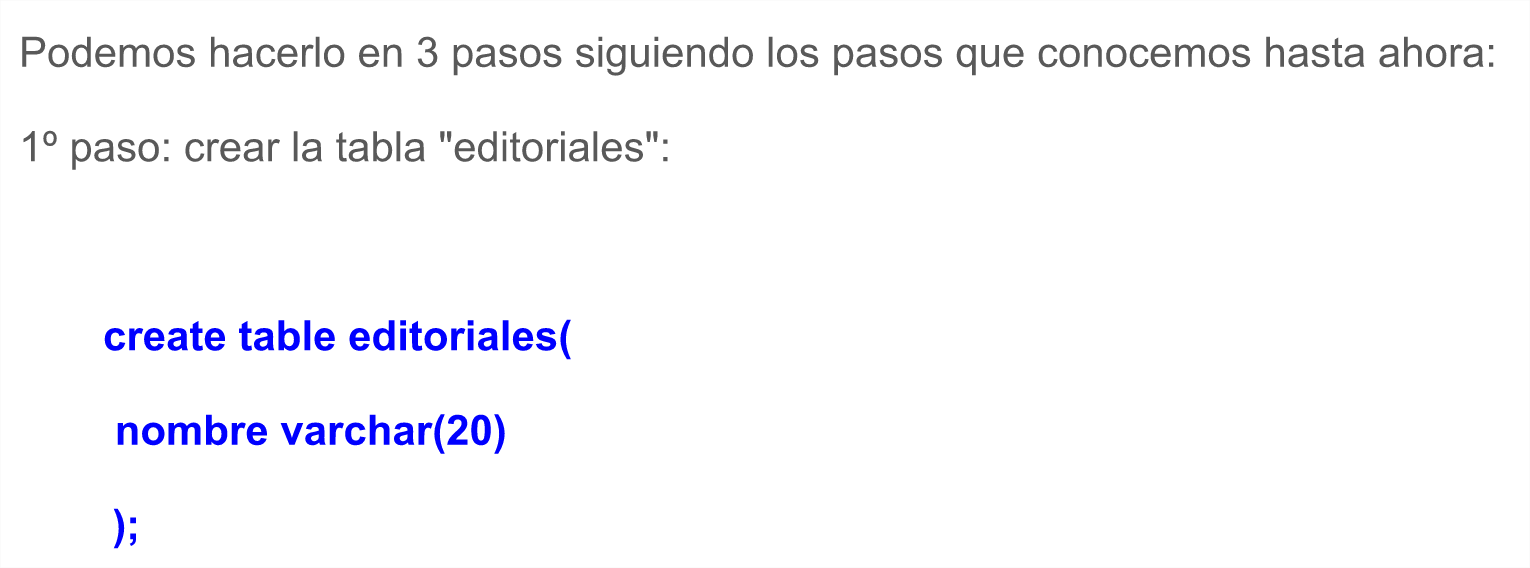 Podemos hacerlo en 3 pasos siguiendo los pasos que conocemos hasta ahora:
1º paso: crear la tabla "editoriales":
create table editoriales(
nombre varchar(20)
);